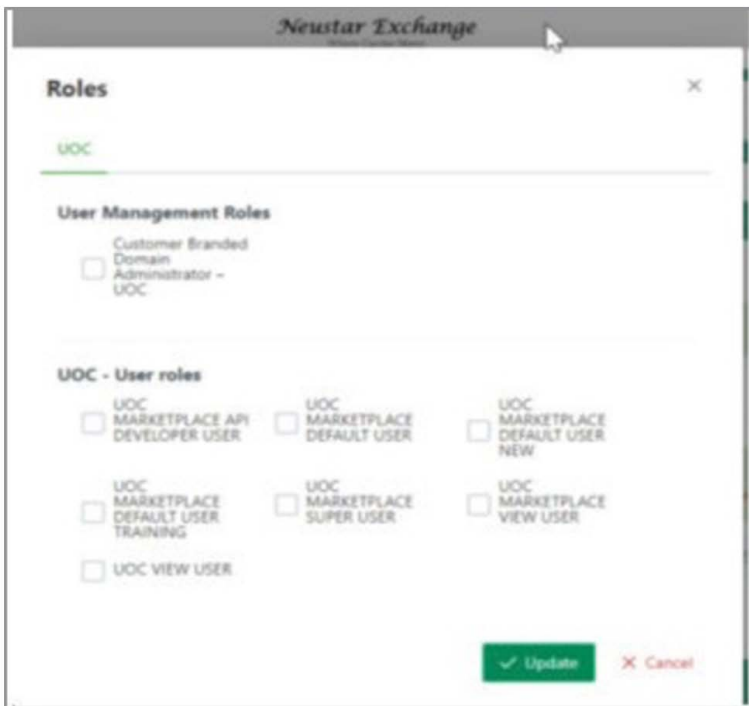 Neustar Exchange
Roles
UOC
User Management Roles
Customer Branded
Domain
Administrator –
UOC
UOC - User roles
UOC
MARKETPLACE API
DEVELOPER USER
UOC
MARKETPLACE
DEFAULT USER
UOC
MARKETPLACE
DEFAULT USER
NEW
UOC
MARKETPLACE
DEFAULT USER
TRAINING
UOC
MARKETPLACE
SUPER USER
UOC
MARKETPLACE
VIEW USER
UOC VIEW USER
Update
Cancel